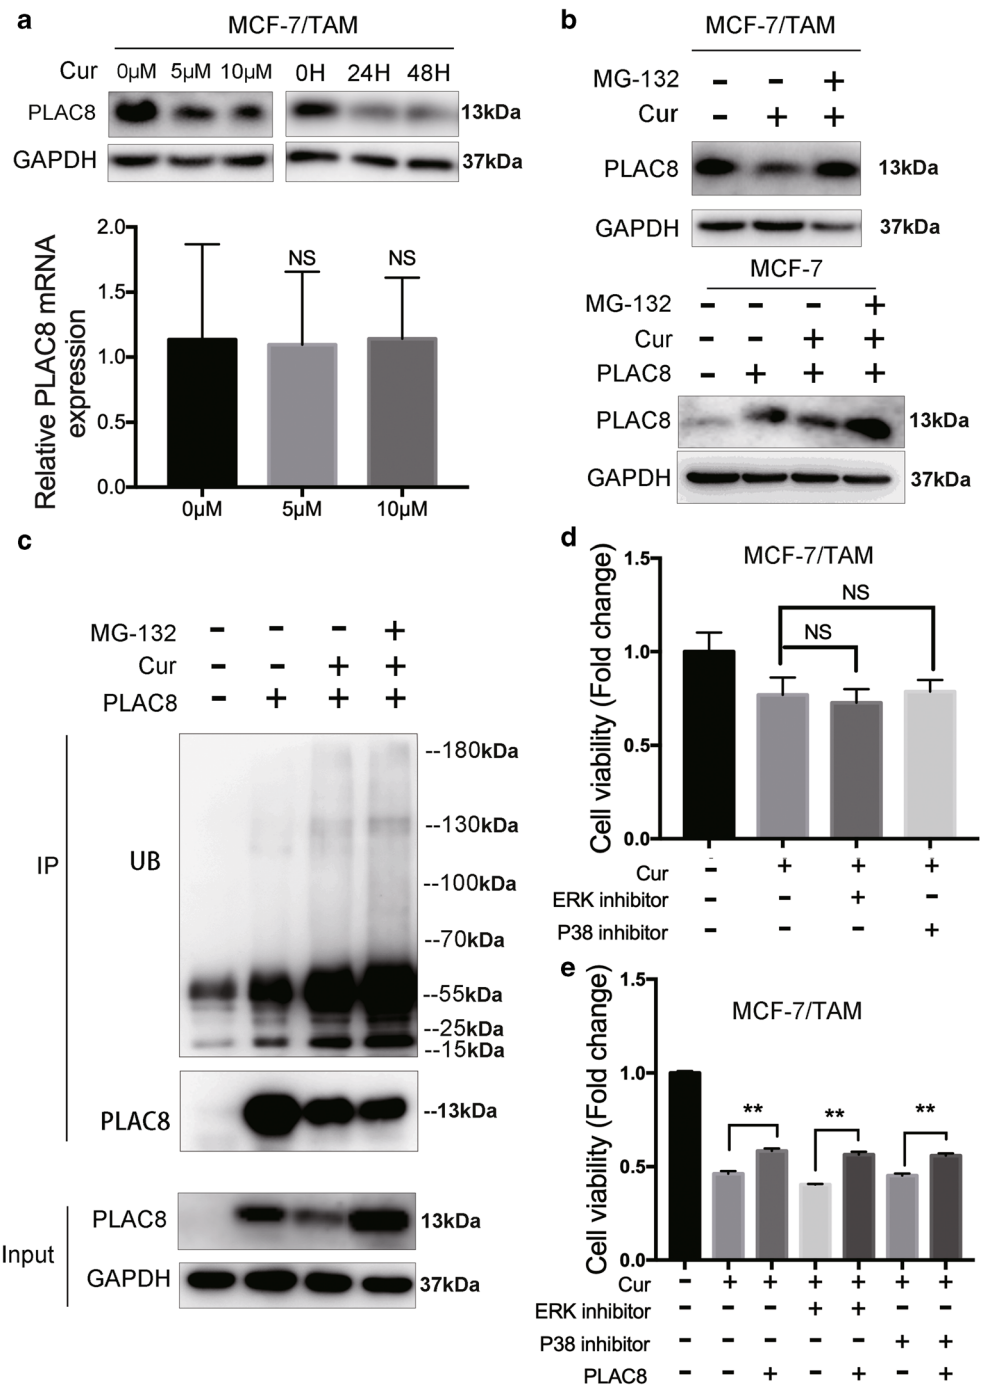 a
MCF-7/TAM
Cur 0μM 5μM 10μM 0H 24H 48H
PLAC8 13kDa
GAPDH 37kDa
Relative PLAC8 mRNA
expression
2.0
1.5
1.0
0.5
0.0
NS NS
0μM 5μM 10μM
b
MCF-7/TAM
MG-132 - - +
Cur - + +
PLAC8 13kDa
GAPDH 37kDa
MCF-7
MG-132 - - - +
Cur - - + +
PLAC8 - + + +
PLAC8 13kDa
GAPDH 37kDa
c
MG-132 - - - +
Cur - - + +
PLAC8 - + + +
IP
UB
--180kDa
--130kDa
--100kDa
--70kDa
--55kDa
--25kDa
--15kDa
PLAC8 --13kDa
Input
PLAC8 13kDa
GAPDH 37kDa
d
MCF-7/TAM
Cell viability (Fold change)
1.5
1.0
0.5
0.0
NS
NS
Cur - + + +
ERK inhibitor - - + -
P38 inhibitor - - - +
e
MCF-7/TAM
Cell viability (Fold change)
1.5
1.0
0.5
0.0
** ** **
Cur - + + + + + +
ERK inhibitor - - - + + - -
P38 inhibitor - - - - - + +
PLAC8 - - + - + - +